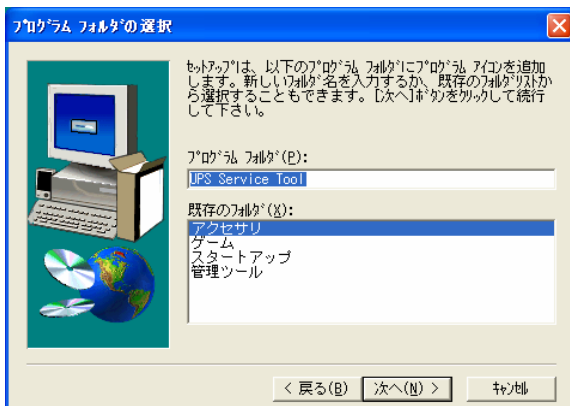 ﾌﾟﾛｸﾞﾗﾑ ﾌｫﾙﾀﾞの選択
ｾｯﾄｱｯﾌﾟは、以下のﾌﾟﾛｸﾞﾗﾑ ﾌｫﾙﾀﾞにﾌﾟﾛｸﾞﾗﾑ ｱｲｺﾝを追加
します。新しいﾌｫﾙﾀﾞ名を入力するか、既存のﾌｫﾙﾀﾞﾘｽﾄか
ら選択することもできます。[次へ]ﾎﾞﾀﾝをｸﾘｯｸして続行
して下さい。
ﾌﾟﾛｸﾞﾗﾑ ﾌｫﾙﾀﾞ(P):
UPS Service Tool
既存のﾌｫﾙﾀﾞ(X):
アクセサリ
ゲーム
スタートアップ
管理ツール
< 戻る(B) 次へ(N) > ｷｬﾝｾﾙ